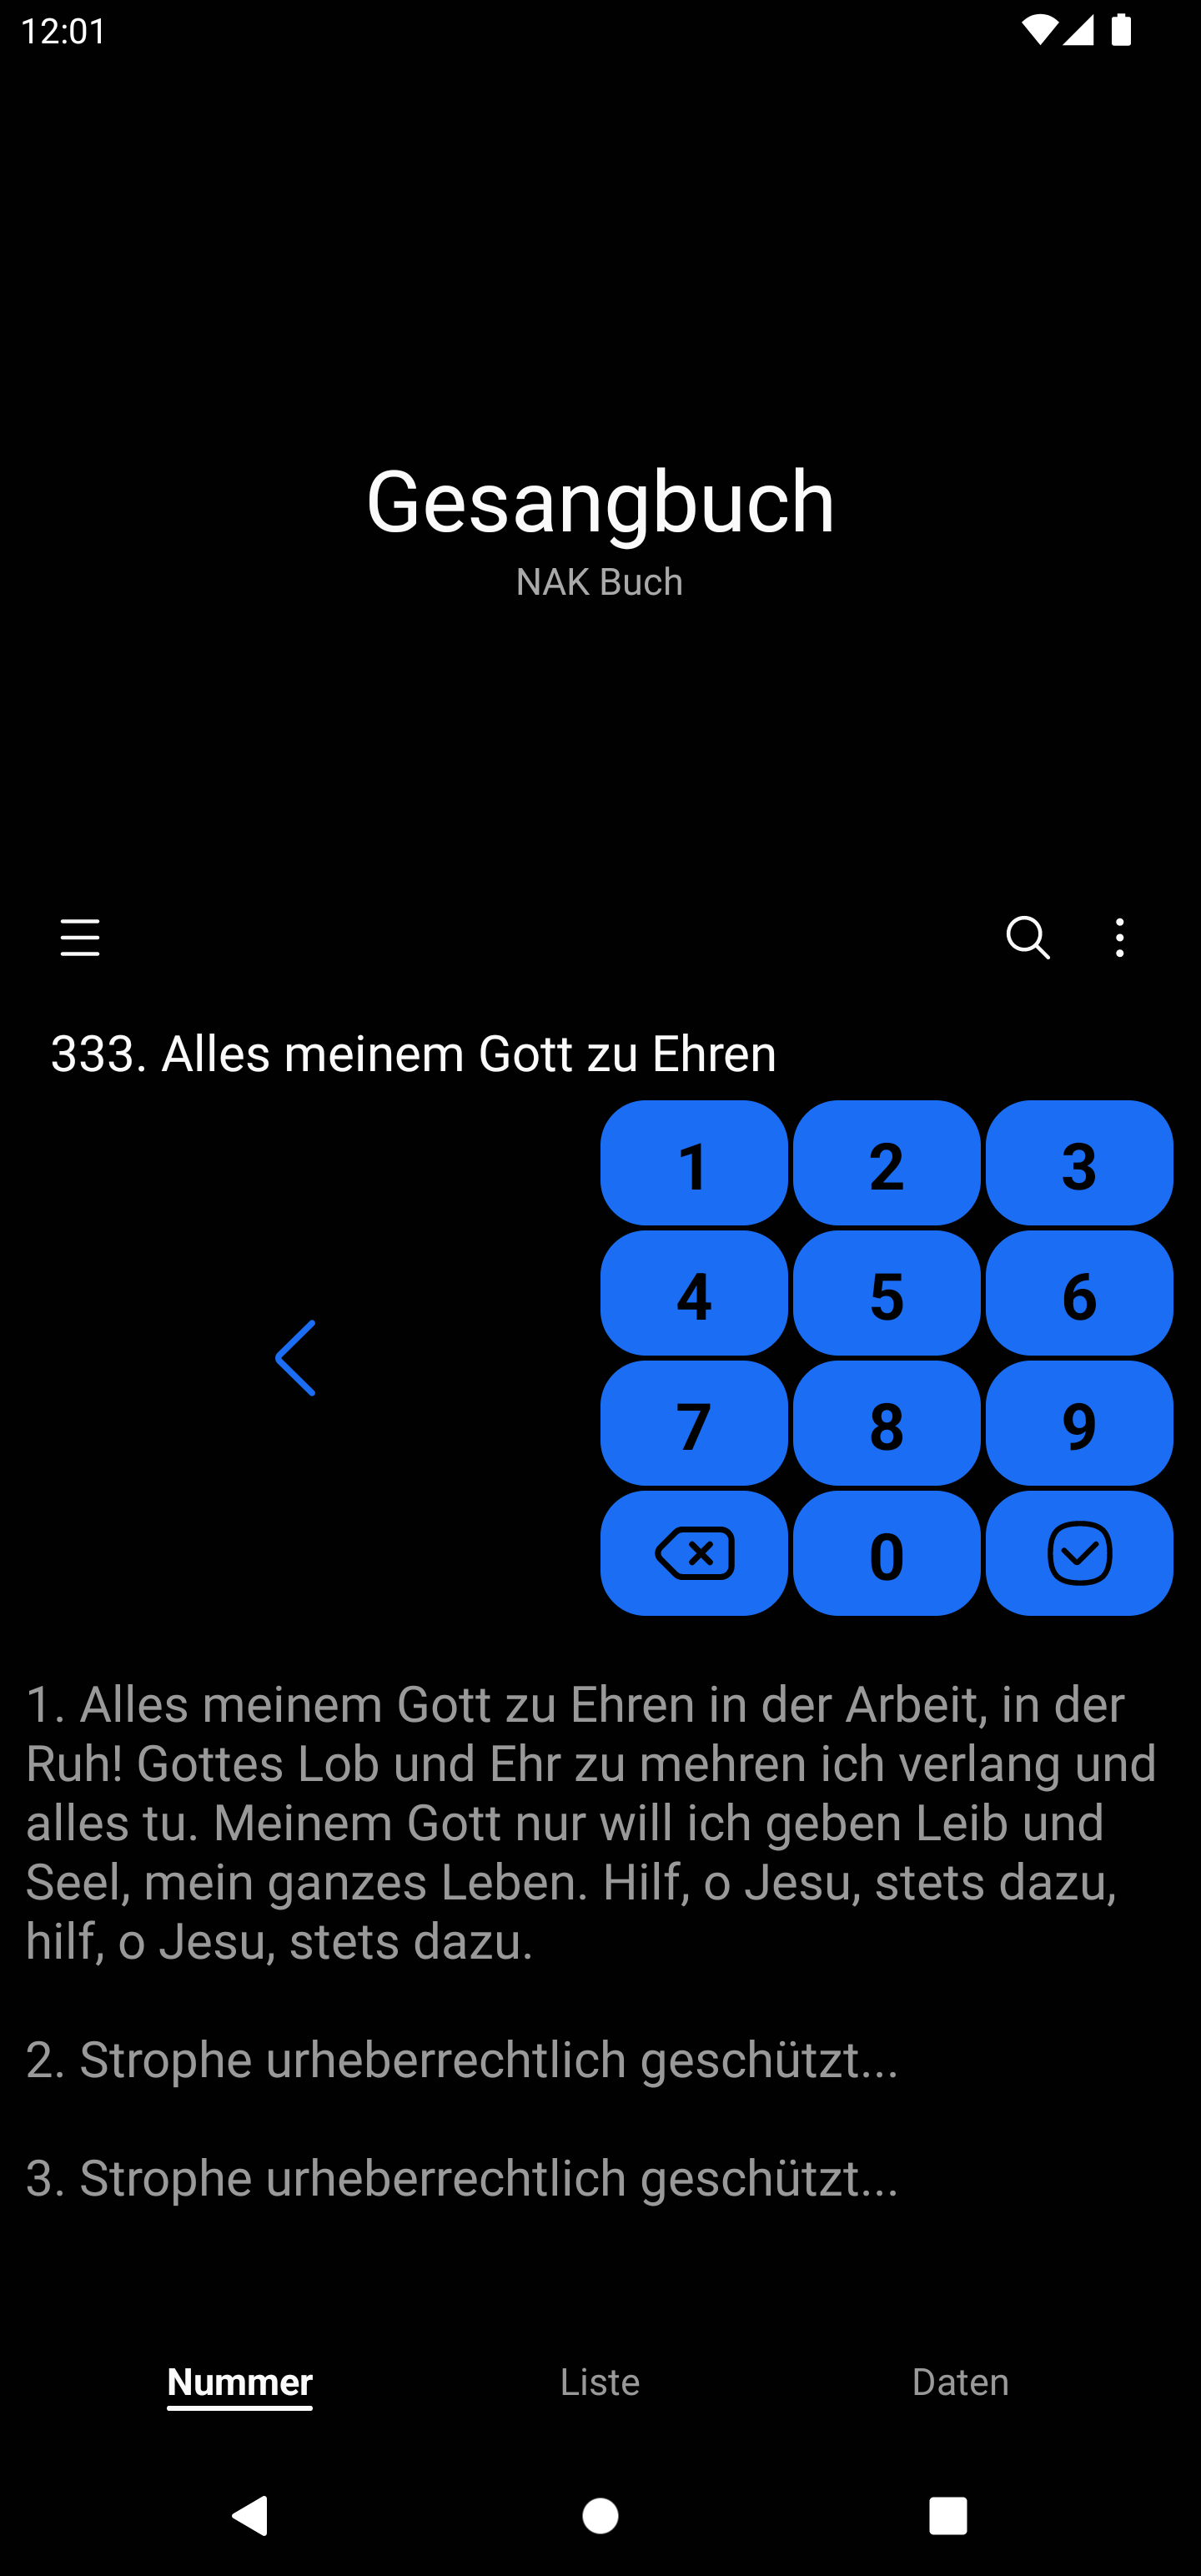 12:01
Gesangbuch
NAK Buch
333. Alles meinem Gott zu Ehren
1 2 3
4 5 6
7 8 9
0
1. Alles meinem Gott zu Ehren in der Arbeit, in der
Ruh! Gottes Lob und Ehr zu mehren ich verlang und
alles tu. Meinem Gott nur will ich geben Leib und
Seel, mein ganzes Leben. Hilf, o Jesu, stets dazu,
hilf, o Jesu, stets dazu.
2. Strophe urheberrechtlich geschützt...
3. Strophe urheberrechtlich geschützt...
Nummer Liste Daten